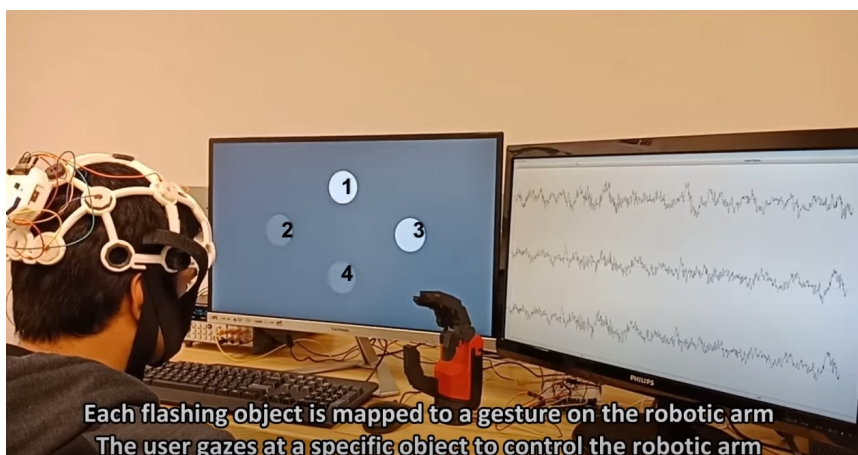 1
2
3
4
PHILIPS
Each flashing object is mapped to a gesture on the robotic arm
The user gazes at a specific object to control the robotic arm